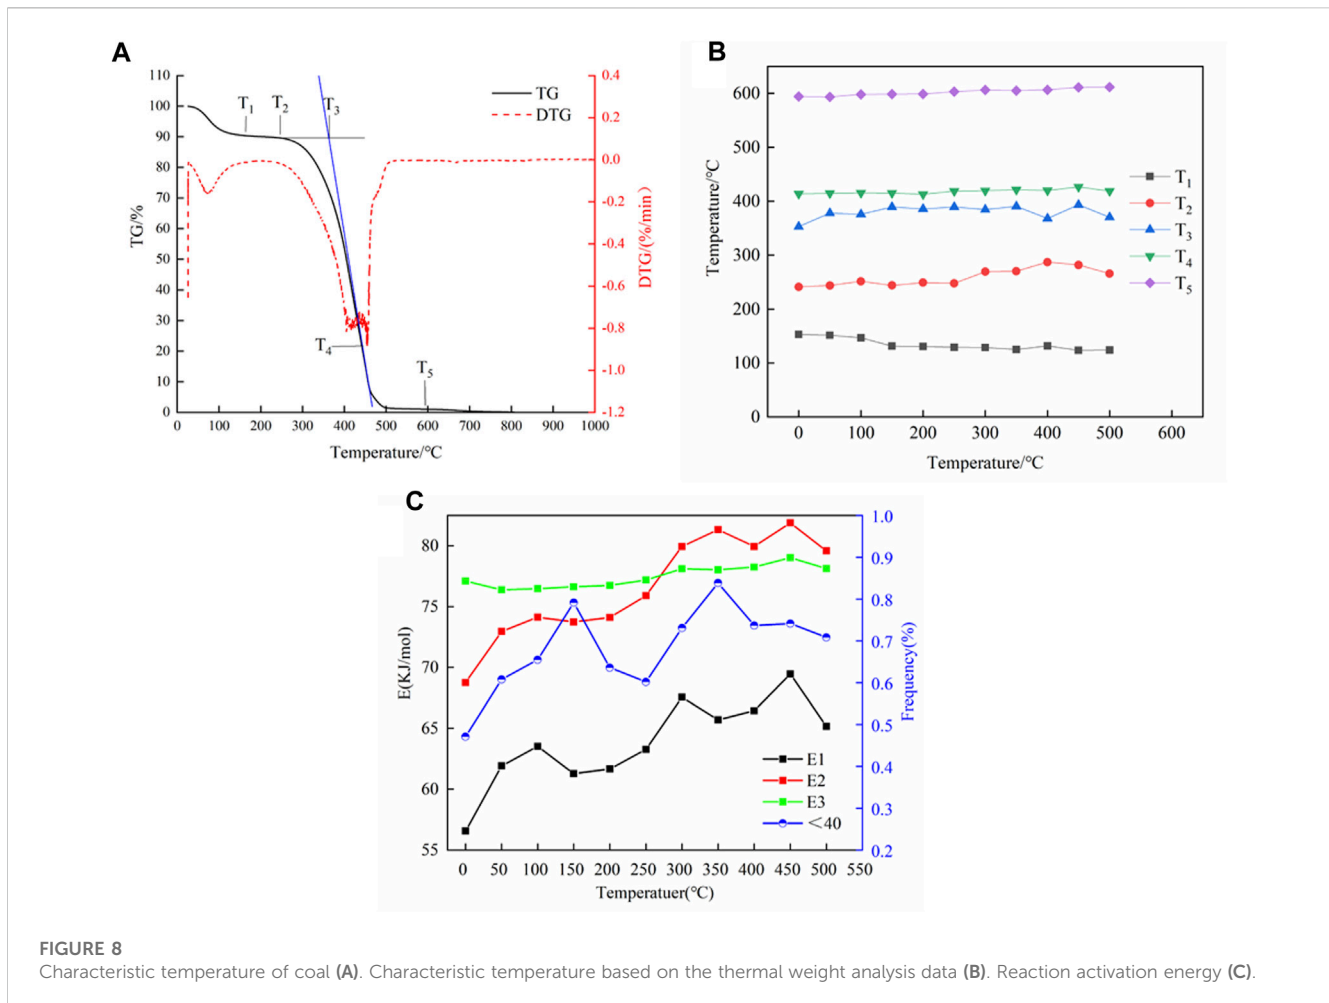 A
110
100
90
80
70
60
50
40
30
20
10
0
TG/%
T1
T2
T3
T4
T5
TG
DTG
0.4
0.2
0.0
-0.2
-0.4
-0.6
-0.8
-1.0
-1.2
DTG/(%/min)
0 100 200 300 400 500 600 700 800 900 1000
Temperature/°C
B
600
500
400
300
200
100
0
Temperature/°C
T1
T2
T3
T4
T5
0 100 200 300 400 500 600
Temperature/°C
C
80
75
70
65
60
55
E(KJ/mol)
E1
E2
E3
<40
1.0
0.9
0.8
0.7
0.6
0.5
0.4
0.3
0.2
Frequency(%)
0 50 100 150 200 250 300 350 400 450 500 550
Temperatuer(°C)
FIGURE 8
Characteristic temperature of coal (A). Characteristic temperature based on the thermal weight analysis data (B). Reaction activation energy (C).